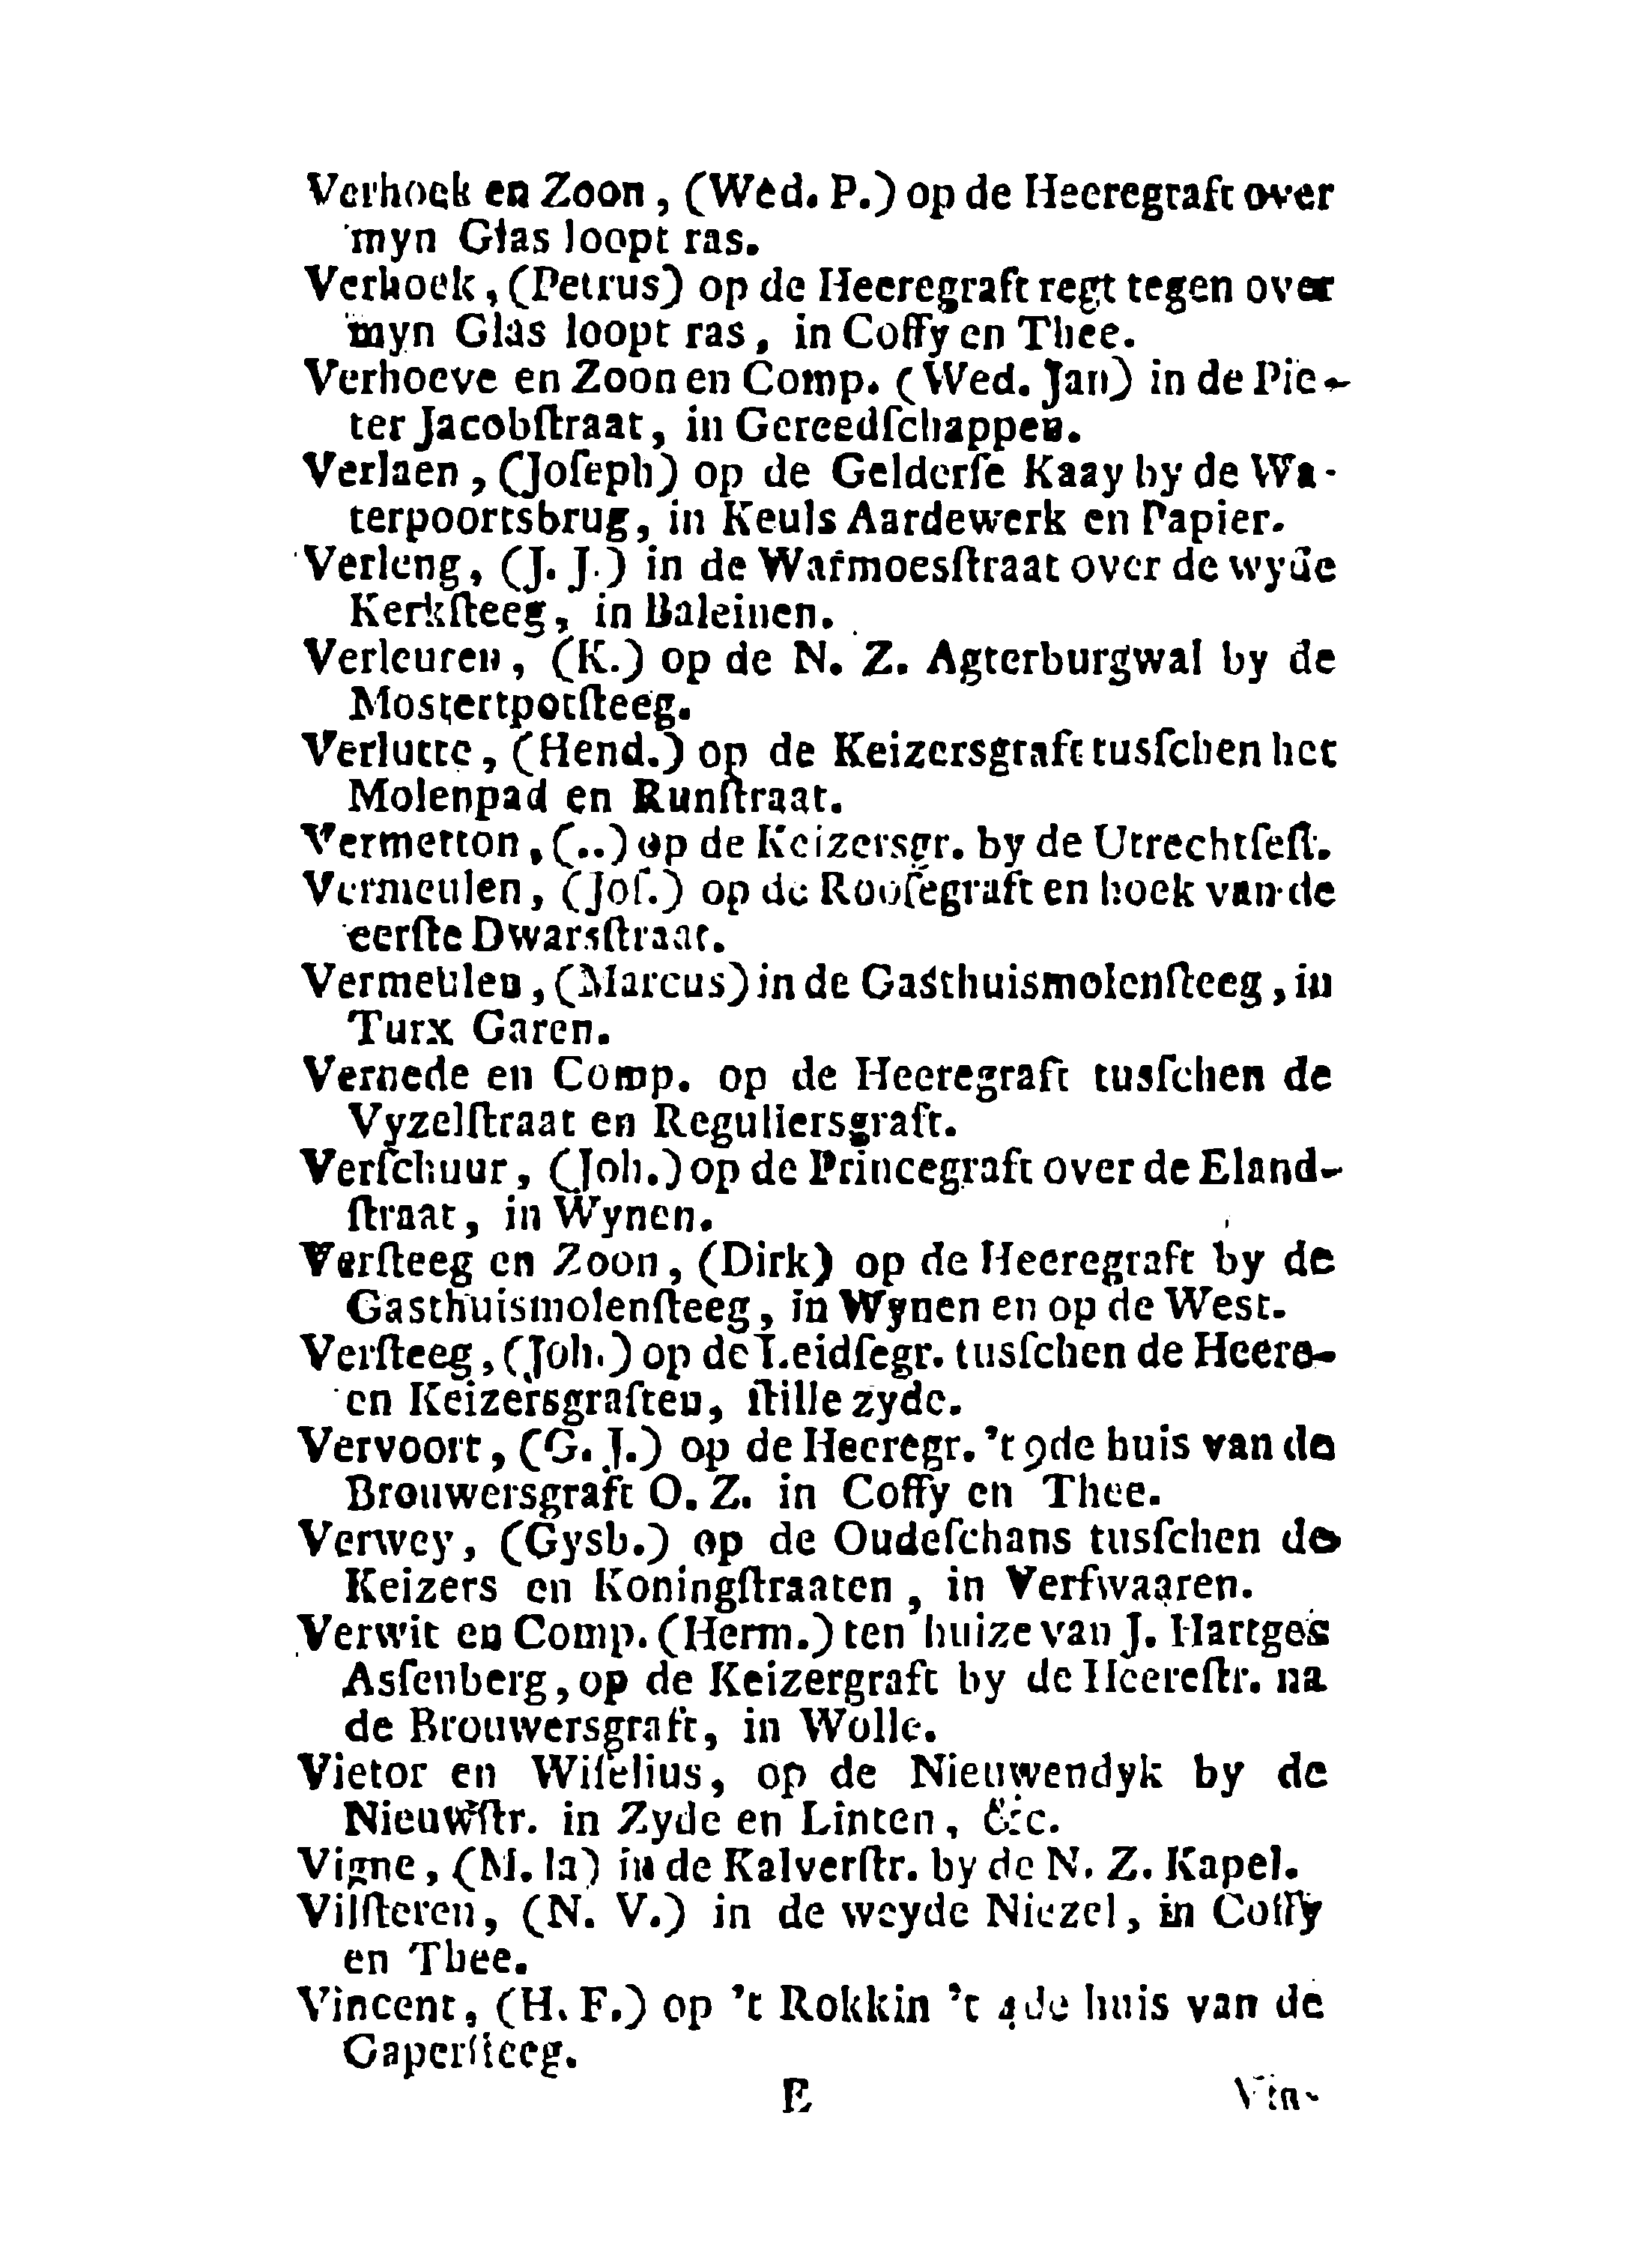 Verhoek en Zoon, (Wed. P.) op de Heeregraft over
myn Glas loopt ras.
Verhoek, (Petrus) op de Heeregraft regt tegen over
myn Glas loopt ras, in Coffy en Thee.
Verhoeve en Zoon en Comp. (Wed. Jan) in de Pie-
ter Jacobſtraat, in Gereedſchappen.
Verlaen, (Joſeph) op de Gelderſe Kaay by de Wa-
terpoortsbrug, in Keuls Aardewerk en Papier.
Verleng, (J. J.) in de Warmoesſtraat over de wyde
Kerkſteeg, in Baleinen.
Verleuren, (K.) op de N. Z. Agterburgwal by de
Mostertpotſteeg.
Verlutte, (Hend.) op de Keizersgraft tusſchen het
Molenpad en Runſtraat.
Vermetton, (..) op de Keizersgr. by de Utrechtſeſt.
Vermeulen, (Joſ.) op de Rooſegraft en hoek van de
eerſte Dwarsſtraat.
Vermeulen, (Marcus) in de Gasthuismolenſteeg, in
Turx Garen.
Vernede en Comp. op de Heeregraft tusſchen de
Vyzelſtraat en Reguliersgraft.
Verſchuur, (Joh.) op de Princegraft over de Eland-
ſtraat, in Wynen.
Verſteeg en Zoon, (Dirk) op de Heeregraft by de
Gasthuismolenſteeg, in Wynen en op de West.
Verſteeg, (Joh.) op de Leidſegr. tusſchen de Heere-
en Keizersgraften, ſtille zyde.
Vervoort, (G. J.) op de Heeregr. 't 9de huis van de
Brouwersgraft O. Z. in Coffy en Thee.
Verwey, (Gysb.) op de Oudeſchans tusſchen de
Keizers en Koningſtraaten, in Verfwaaren.
Verwit en Comp. (Herm.) ten huize van J. Hartges
Asſenberg, op de Keizergraft by de Heereſtr. na
de Brouwersgraft, in Wolle.
Vietor en Wiſelius, op de Nieuwendyk by de
Nieuwſtr. in Zyde en Linten, &c.
Vigne, (M. la) in de Kalverſtr. by de N. Z. Kapel.
Vilſteren, (N. V.) in de weyde Niezel, in Coffy
en Thee.
Vincent, (H. F.) op 't Rokkin 't 4de huis van de
Caperſteeg.
E Vin-